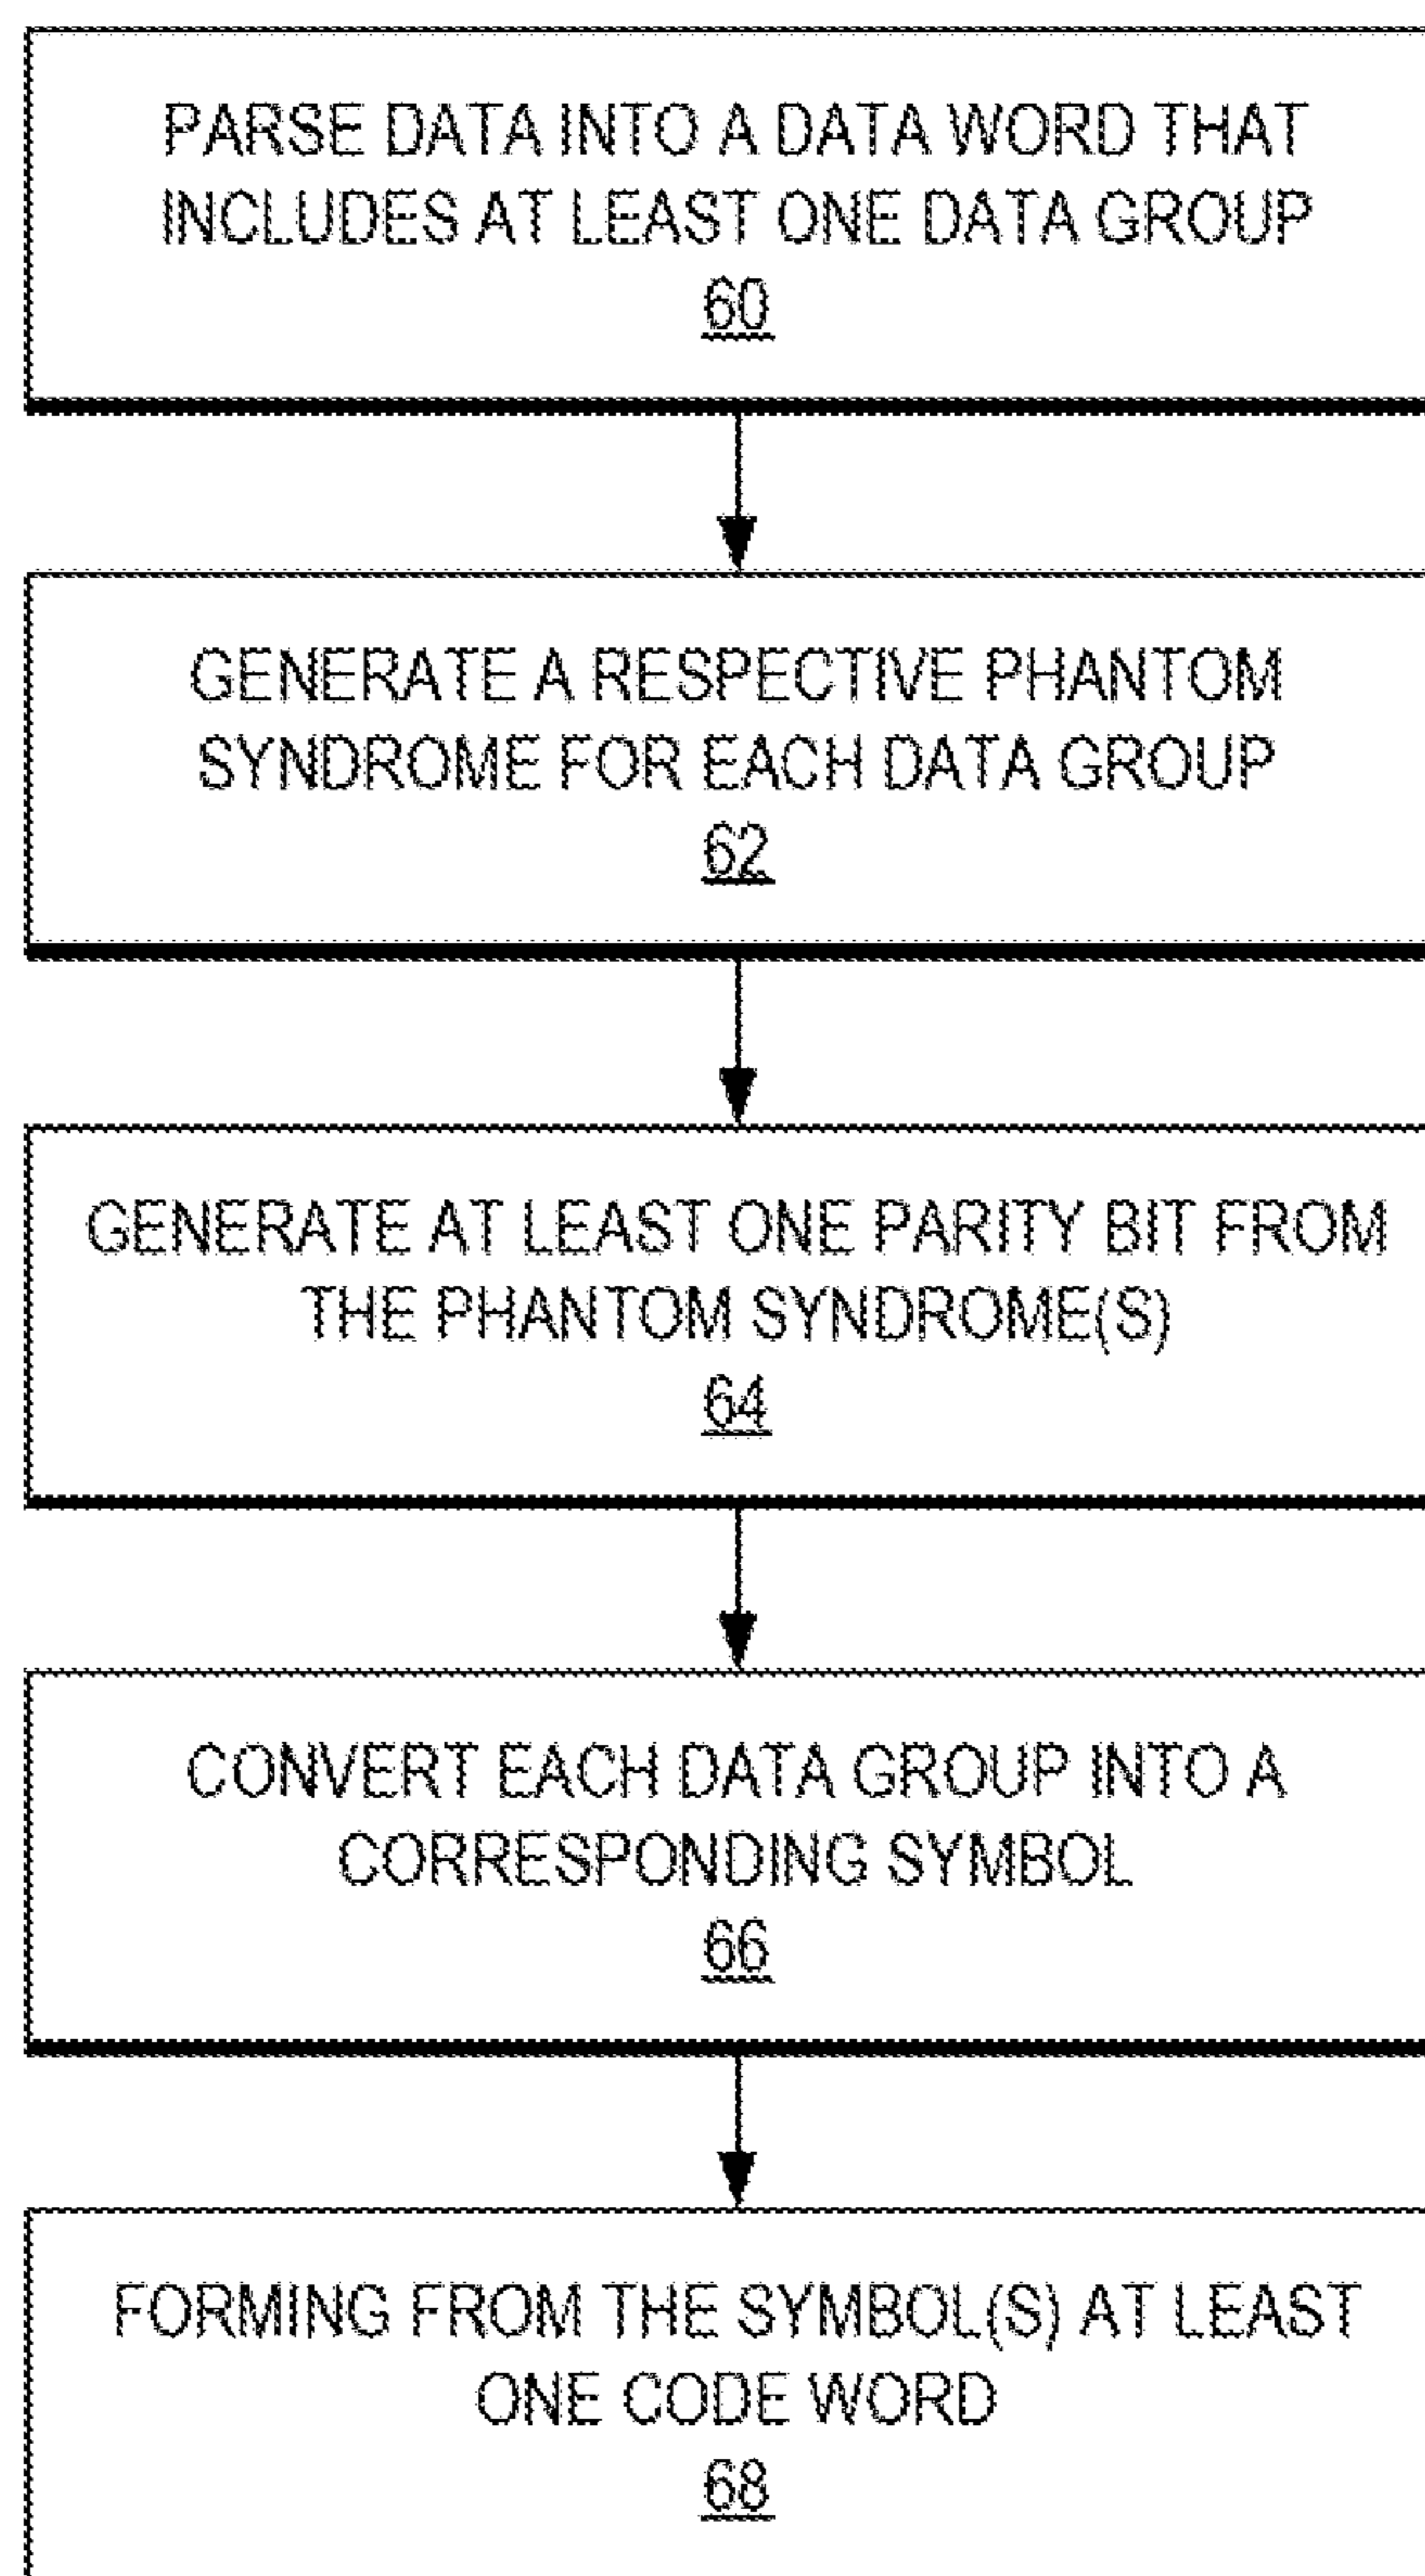 PARSE DATA INTO A DATA WORD THAT
INCLUDES AT LEAST ONE DATA GROUP
60
GENERATE A RESPECTIVE PHANTOM
SYNDROME FOR EACH DATA GROUP
62
GENERATE AT LEAST ONE PARITY BIT FROM
THE PHANTOM SYNDROME(S)
64
CONVERT EACH DATA GROUP INTO A
CORRESPONDING SYMBOL
66
FORMING FROM THE SYMBOL(S) AT LEAST
ONE CODE WORD
68